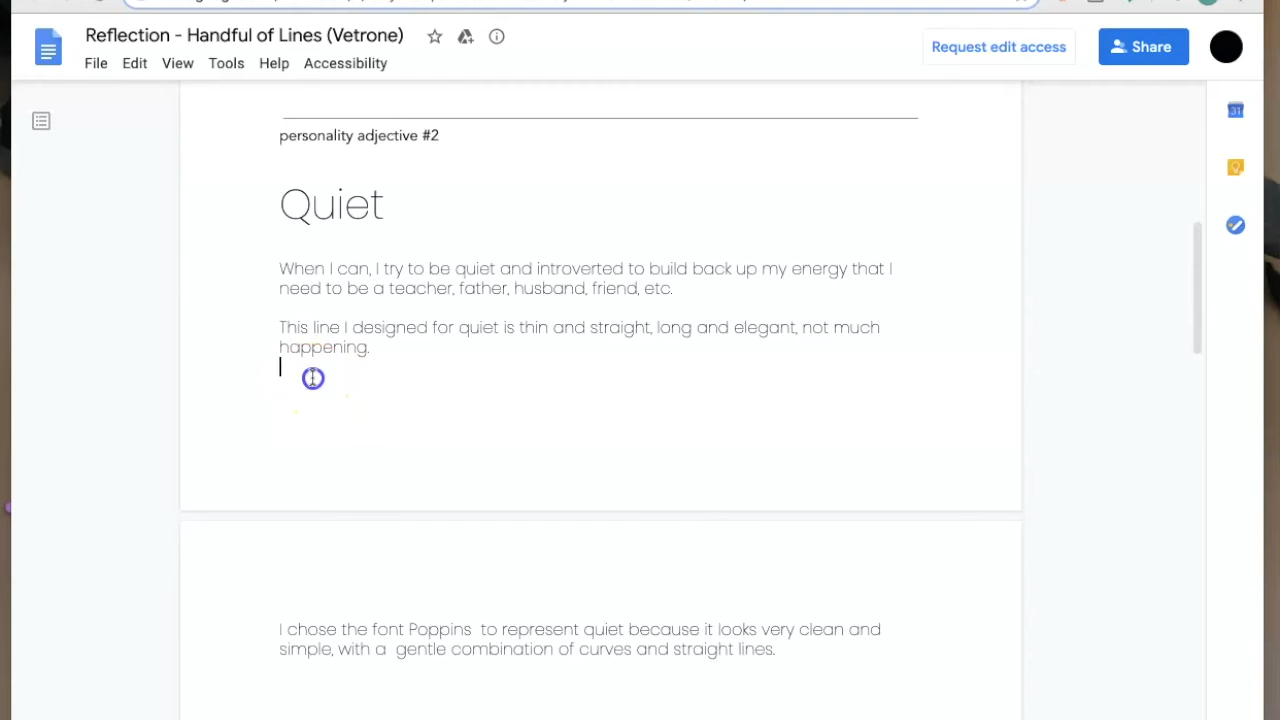 Reflection - Handful of Lines (Vetrone)
File Edit View Tools Help Accessibility
Request edit access
Share
31
personality adjective #2
Quiet
When I can, I try to be quiet and introverted to build back up my energy that I
need to be a teacher, father, husband, friend, etc.
This line I designed for quiet is thin and straight, long and elegant, not much
happening.
I chose the font Poppins  to represent quiet because it looks very clean and
simple, with a  gentle combination of curves and straight lines.